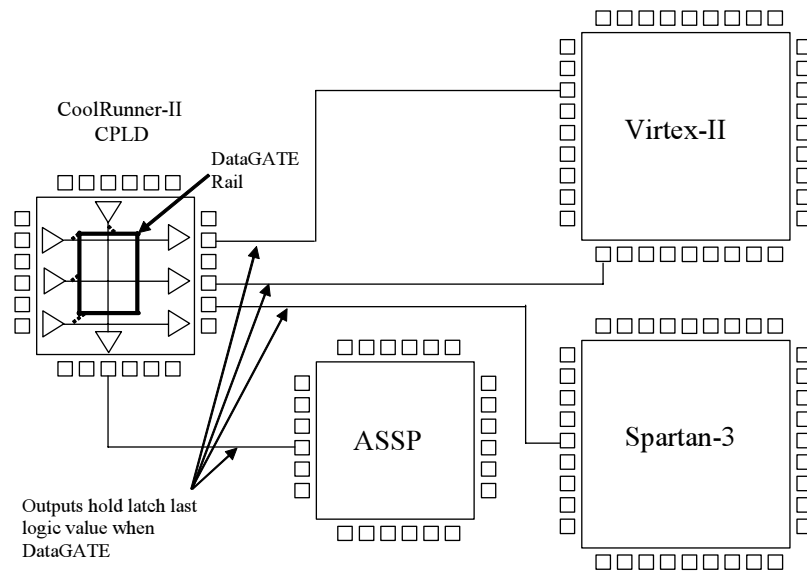 CoolRunner-II
CPLD
DataGATE
Rail
Virtex-II
ASSP
Spartan-3
Outputs hold latch last
logic value when
DataGATE